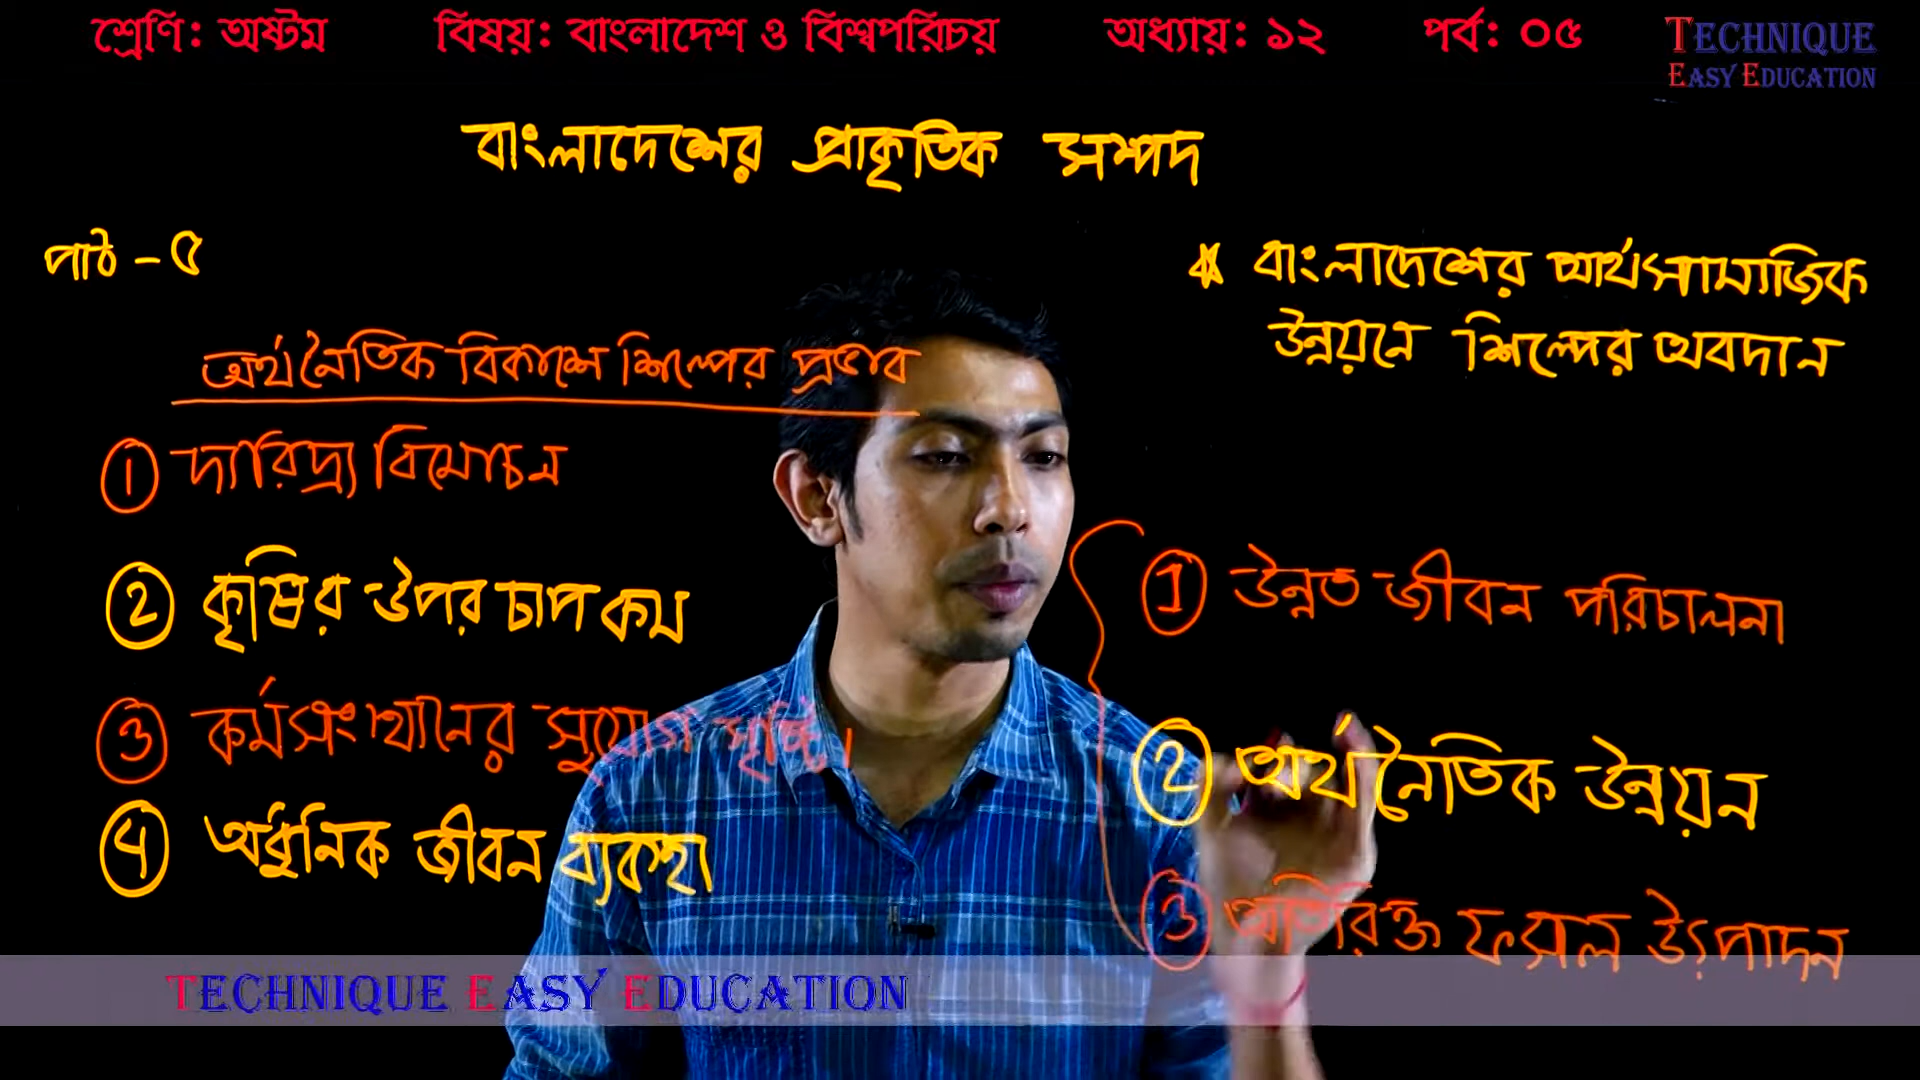 শ্রেণি: অষ্টম বিষয়: বাংলাদেশ ও বিশ্বপরিচয় অধ্যায়: ১২ পর্ব: ০৫
TECHNIQUE
EASY EDUCATION
বাংলাদেশের প্রাকৃতিক সম্পদ
পাঠ - ৫
অর্থনৈতিক বিকাশে শিল্পের প্রভাব
① দারিদ্র্য বিমোচন
② কৃষির উপর চাপ কম
③ কর্মসংস্থানের সুযোগ সৃষ্টি।
④ আধুনিক জীবন ব্যবস্থা
* বাংলাদেশের আর্থসামাজিক
উন্নয়নে শিল্পের অবদান
① উন্নত জীবন পরিচালনা
② অর্থনৈতিক উন্নয়ন
③ অতিরিক্ত ফসল উৎপাদন
TECHNIQUE EASY EDUCATION